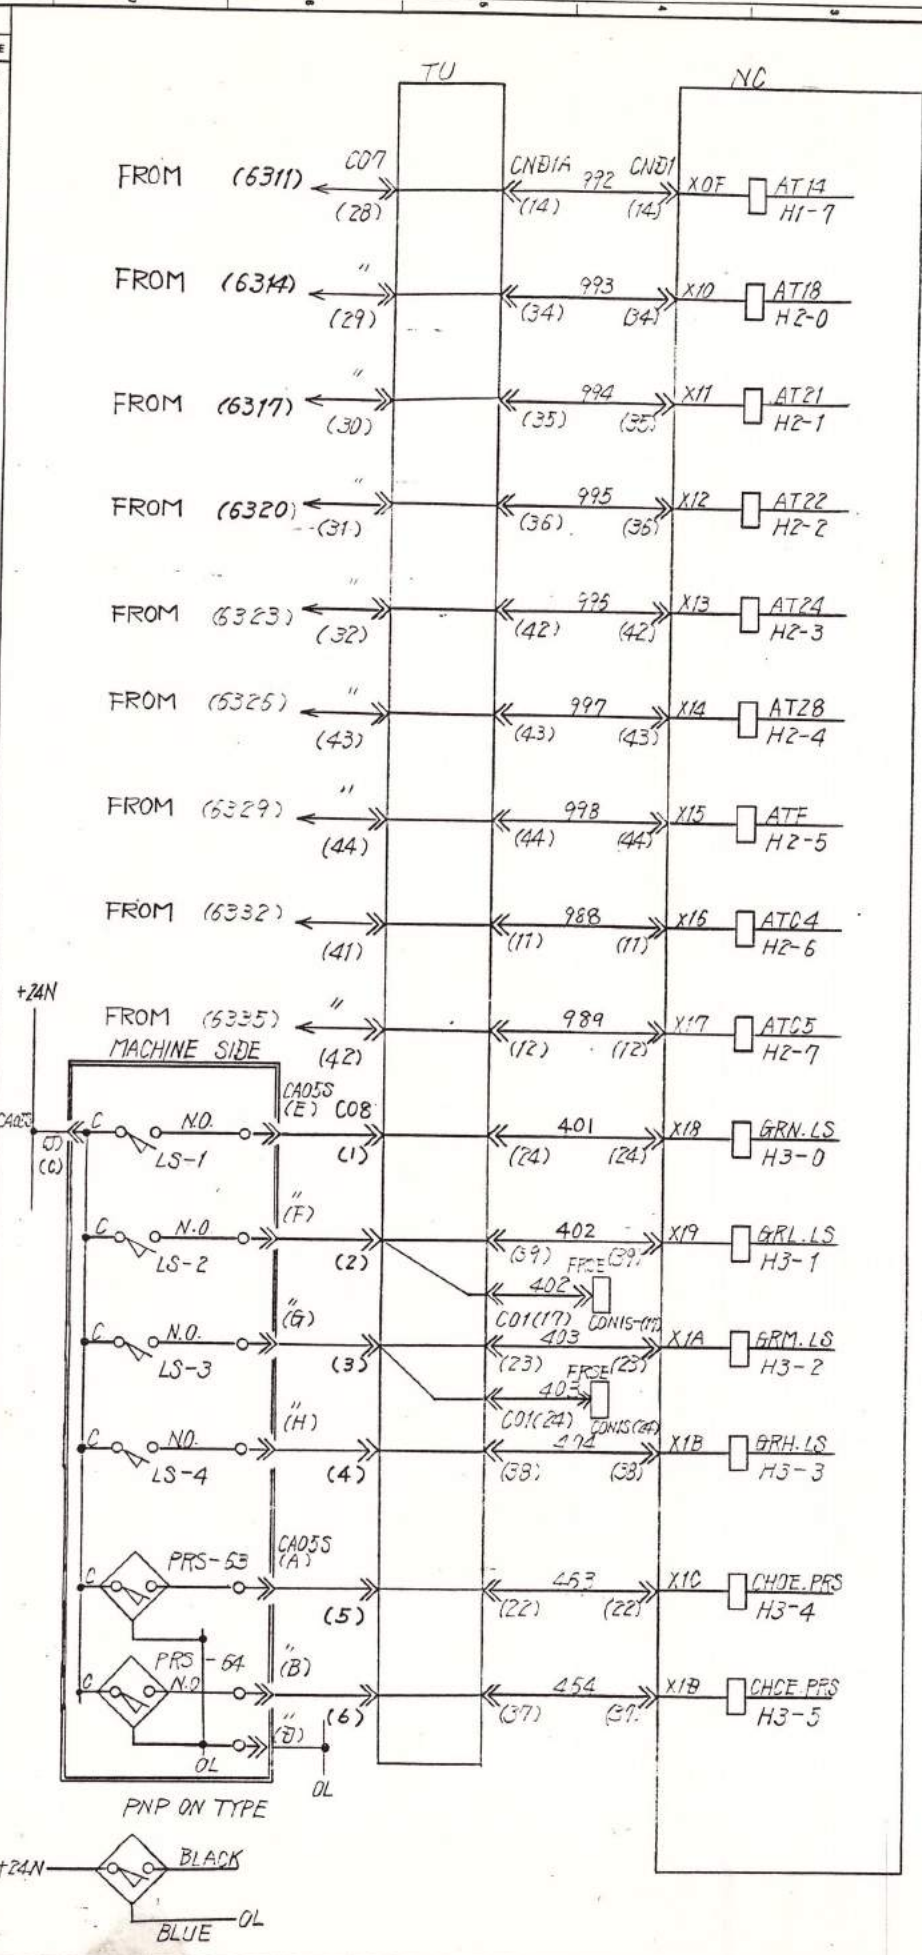 TU
NC
FROM (6311) C07 (28) CND1A (14) 992 CND1 (14) X0F AT14 H1-7
FROM (6314) " (29) (34) 993 (34) X10 AT18 H2-0
FROM (6317) " (30) (35) 994 (35) X11 AT21 H2-1
FROM (6320) " (31) (36) 995 (36) X12 AT22 H2-2
FROM (6323) " (32) (42) (42) X13 AT24 H2-3
FROM (6326) " (43) (43) 997 (43) X14 AT28 H2-4
FROM (6329) " (44) (44) 998 (44) X15 ATF H2-5
FROM (6332) " (41) (11) 988 (11) X16 ATC4 H2-6
FROM (6335) " (42) (12) 989 (12) X17 ATC5 H2-7
+24N
MACHINE SIDE
(C) C N.O. LS-1 CA05S (E) C08 (1) (24) 401 (24) X18 GRN.LS H3-0
C N.O. LS-2 " (F) (2) (39) 402 (39) X19 GRL.LS H3-1
402 C01(17)
C N.O. LS-3 " (G) (3) (23) 403 (23) X1A GRM.LS H3-2
403 C01(24)
C N.O. LS-4 " (H) (4) (38) (38) X1B GRH.LS H3-3
C PRS-53 CA05S (A) (5) (22) 453 (22) X1C H3-4
C PRS-54 N.O " (B) (6) (37) 454 (37) X1D H3-5
" (D)
OL
OL
PNP ON TYPE
+24N BLACK
BLUE OL